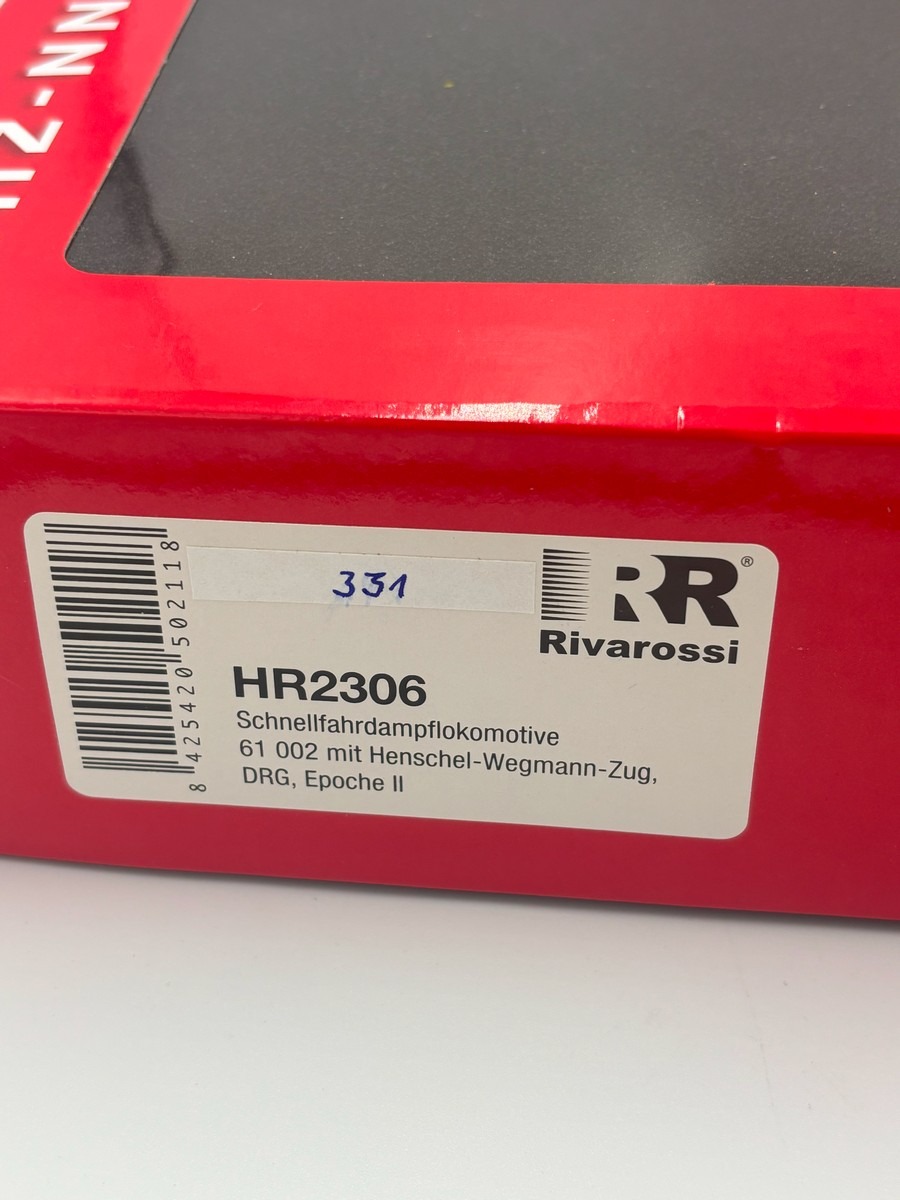 331
RR®
Rivarossi
HR2306
Schnellfahrdampflokomotive
61 002 mit Henschel-Wegmann-Zug,
DRG, Epoche II
8 425420 502118